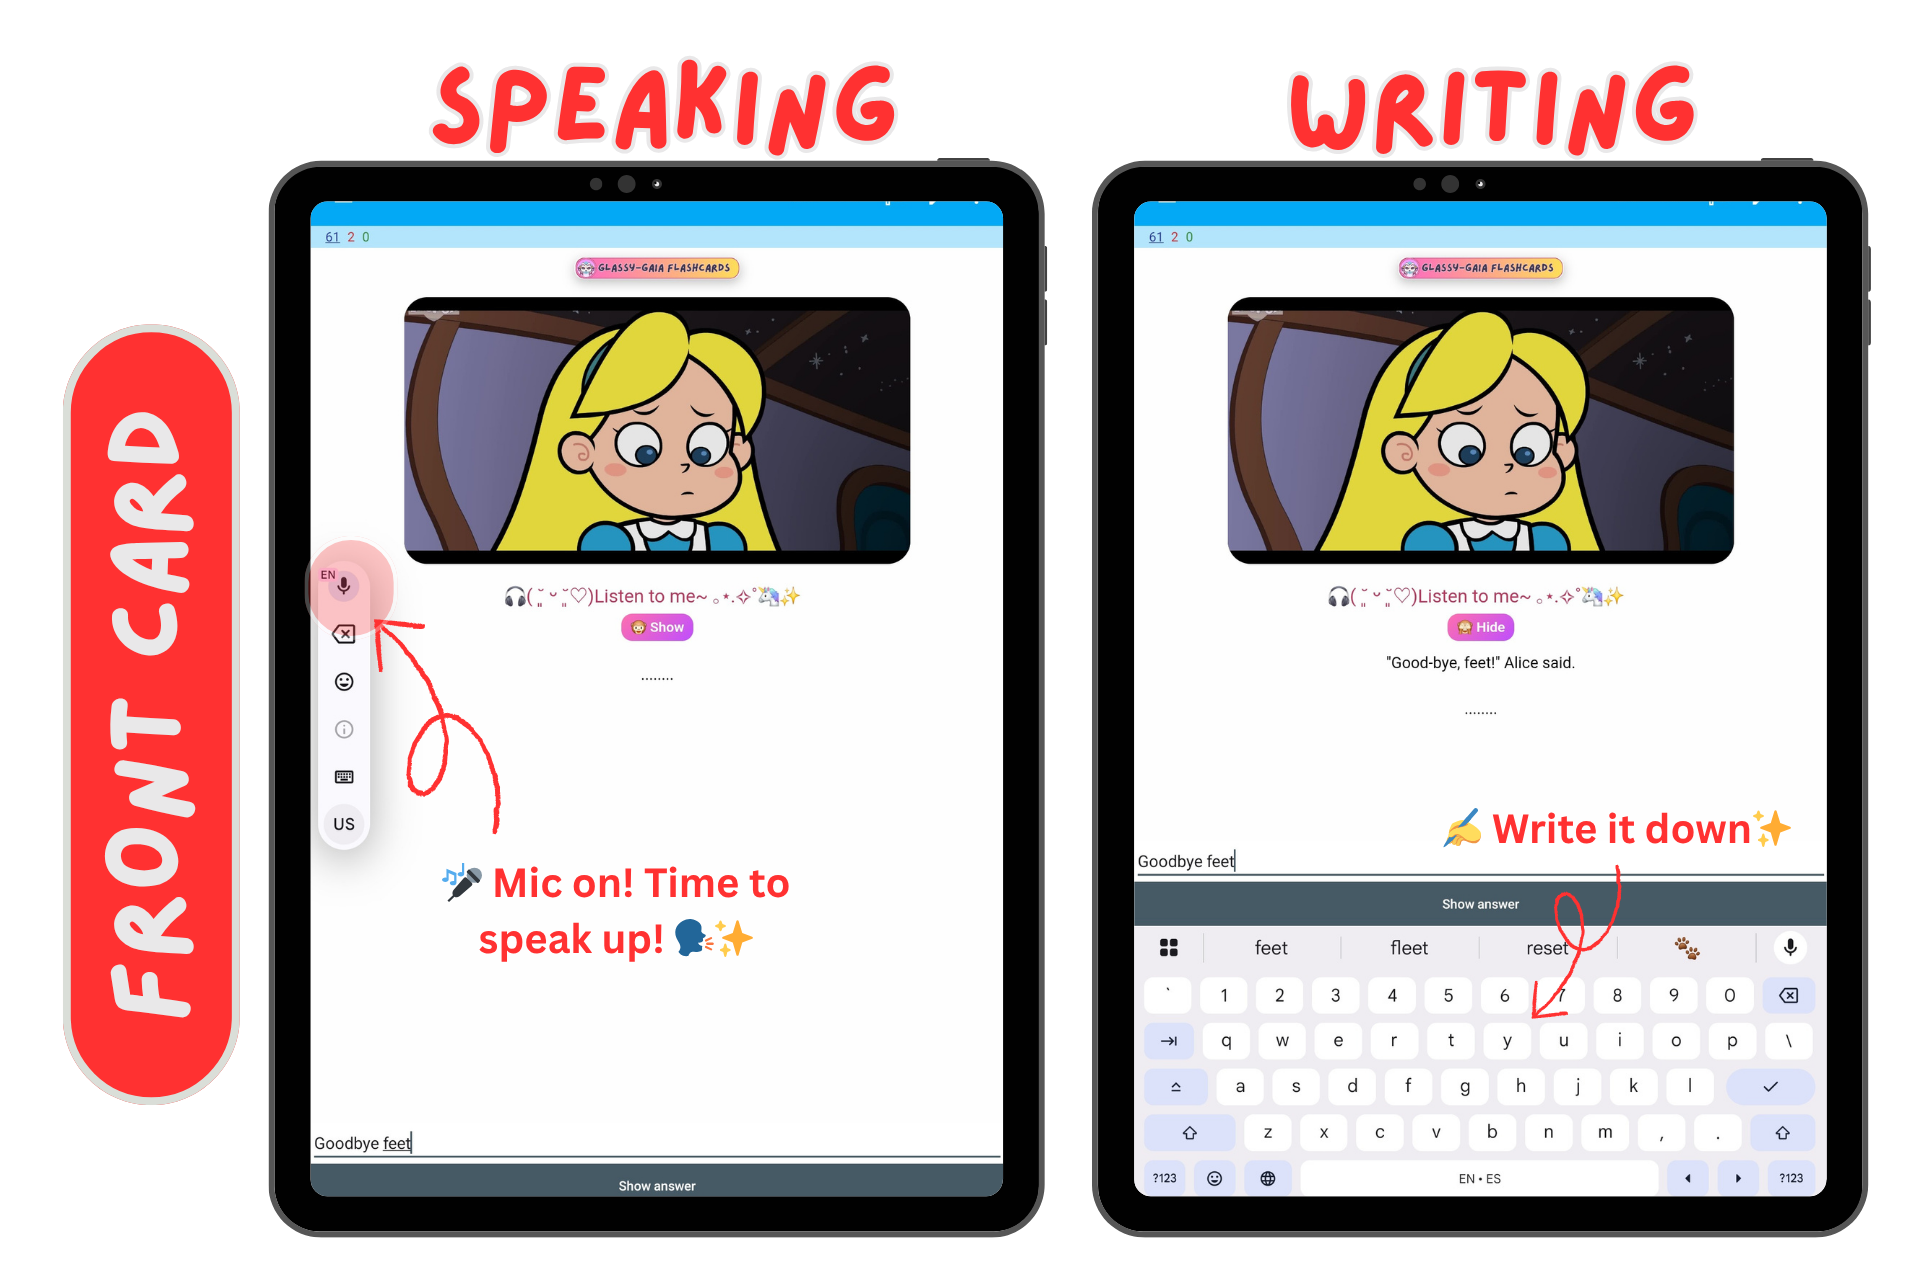 SPEAKING
WRITING
FRONT CARD
61 2 0
GLASSY-GAIA FLASHCARDS
🎧( ˘͈ ᵕ ˘͈♡)Listen to me~ ｡⋆.✧˚🦄✨
🐵 Show
........
EN
US
🎤 Mic on! Time to
speak up! 🗣️✨
Goodbye feet
Show answer
61 2 0
GLASSY-GAIA FLASHCARDS
🎧( ˘͈ ᵕ ˘͈♡)Listen to me~ ｡⋆.✧˚🦄✨
🙈 Hide
"Good-bye, feet!" Alice said.
........
✍️ Write it down✨
Goodbye feet
Show answer
feet fleet reset 🐾
` 1 2 3 4 5 6 7 8 9 0
q w e r t y u i o p \
a s d f g h j k l
z x c v b n m , .
?123 EN • ES ?123